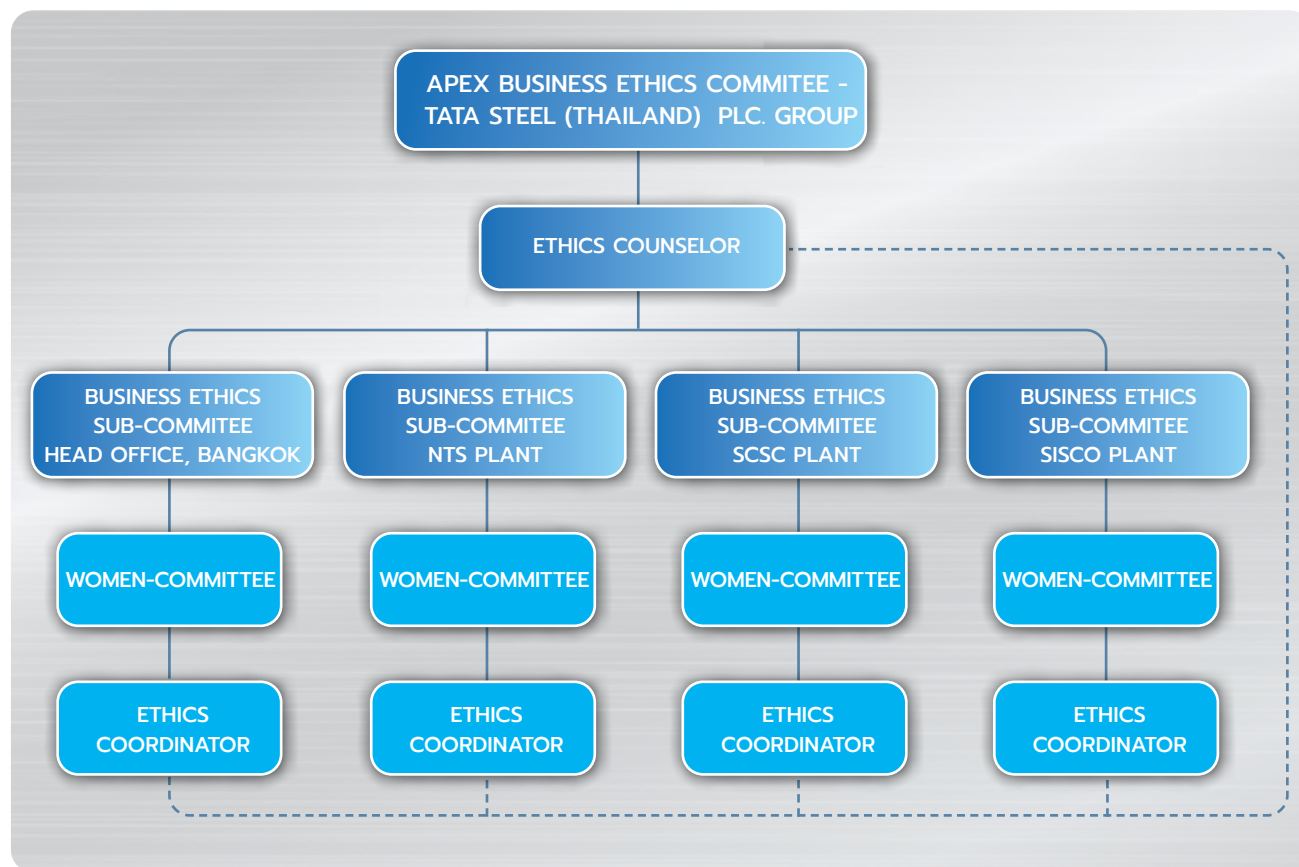 APEX BUSINESS ETHICS COMMITEE -
TATA STEEL (THAILAND) PLC. GROUP
ETHICS COUNSELOR
BUSINESS ETHICS
SUB-COMMITEE
HEAD OFFICE, BANGKOK
BUSINESS ETHICS
SUB-COMMITEE
NTS PLANT
BUSINESS ETHICS
SUB-COMMITEE
SCSC PLANT
BUSINESS ETHICS
SUB-COMMITEE
SISCO PLANT
WOMEN-COMMITTEE
WOMEN-COMMITTEE
WOMEN-COMMITTEE
WOMEN-COMMITTEE
ETHICS
COORDINATOR
ETHICS
COORDINATOR
ETHICS
COORDINATOR
ETHICS
COORDINATOR